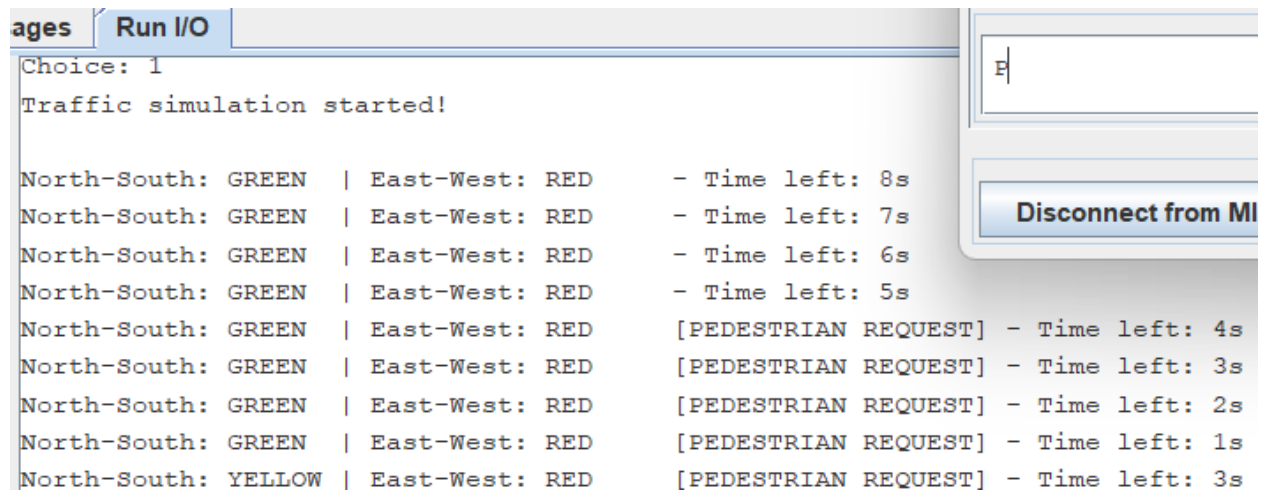 ages Run I/O
Choice: 1
Traffic simulation started!
North-South: GREEN | East-West: RED - Time left: 8s
North-South: GREEN | East-West: RED - Time left: 7s
North-South: GREEN | East-West: RED - Time left: 6s
North-South: GREEN | East-West: RED - Time left: 5s
North-South: GREEN | East-West: RED [PEDESTRIAN REQUEST] - Time left: 4s
North-South: GREEN | East-West: RED [PEDESTRIAN REQUEST] - Time left: 3s
North-South: GREEN | East-West: RED [PEDESTRIAN REQUEST] - Time left: 2s
North-South: GREEN | East-West: RED [PEDESTRIAN REQUEST] - Time left: 1s
North-South: YELLOW | East-West: RED [PEDESTRIAN REQUEST] - Time left: 3s
P
Disconnect from MI